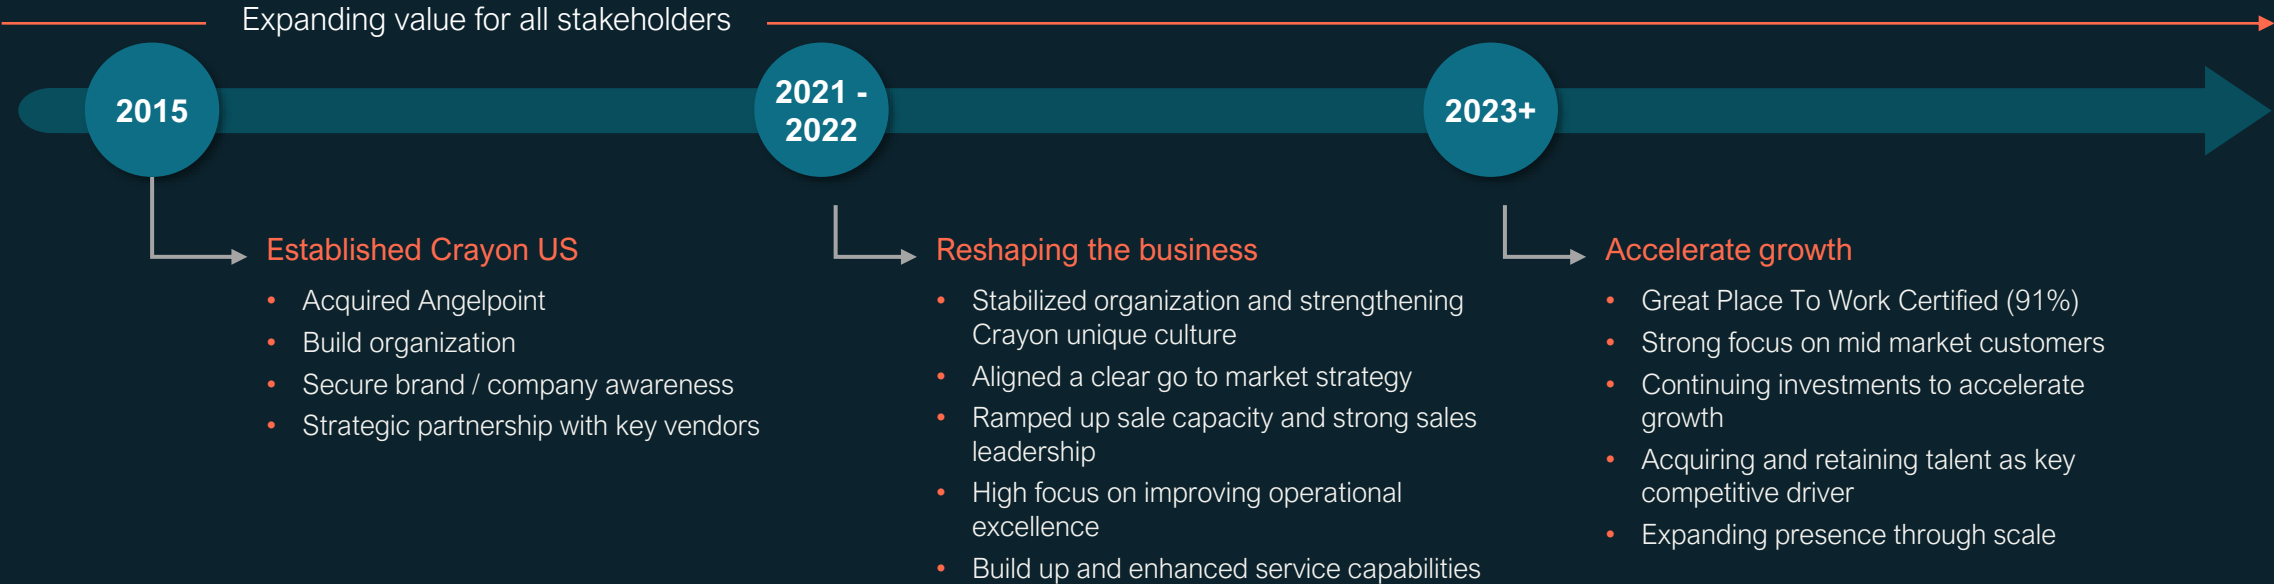 Expanding value for all stakeholders
2015
2021 -
2022
2023+
Established Crayon US
• Acquired Angelpoint
• Build organization
• Secure brand / company awareness
• Strategic partnership with key vendors
Reshaping the business
• Stabilized organization and strengthening
Crayon unique culture
• Aligned a clear go to market strategy
• Ramped up sale capacity and strong sales
leadership
• High focus on improving operational
excellence
• Build up and enhanced service capabilities
Accelerate growth
• Great Place To Work Certified (91%)
• Strong focus on mid market customers
• Continuing investments to accelerate
growth
• Acquiring and retaining talent as key
competitive driver
• Expanding presence through scale